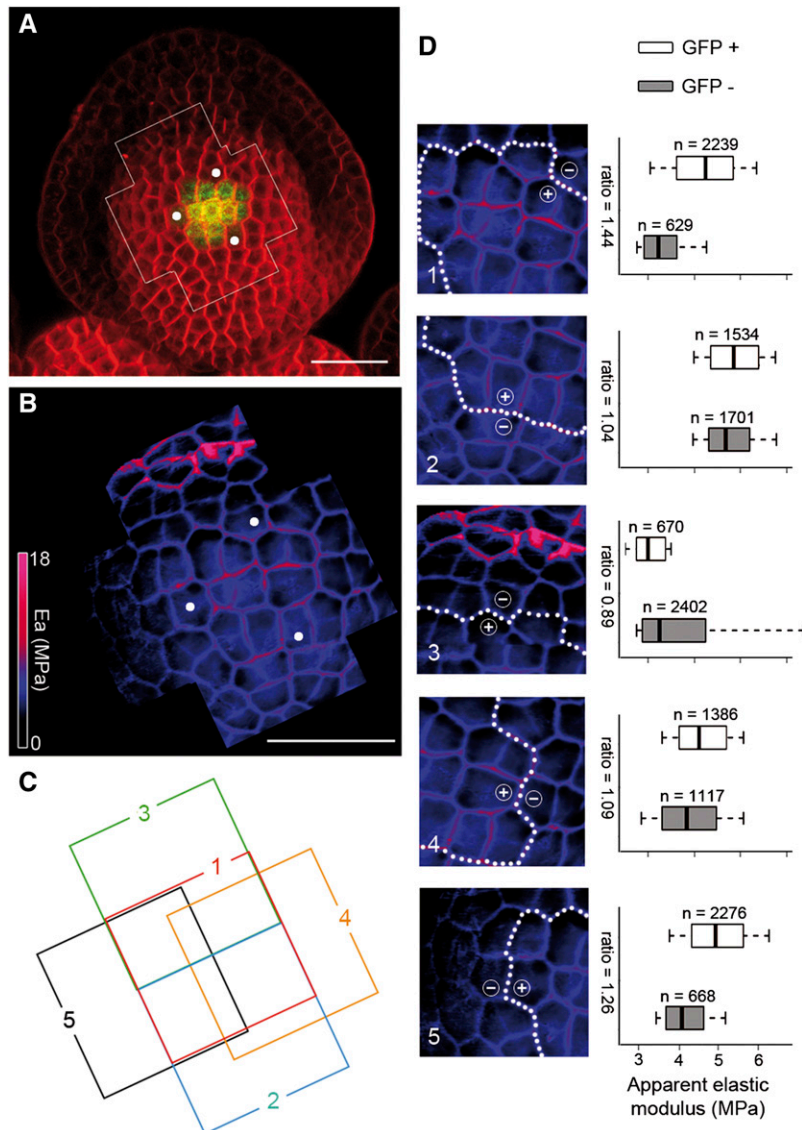 A
B
18
Ea (MPa)
0
C
3
1
4
5
2
D
GFP +
GFP -
−
+
1
ratio = 1.44
n = 2239
n = 629
+
−
2
ratio = 1.04
n = 1534
n = 1701
−
+
3
ratio = 0.89
n = 670
n = 2402
+
−
4
ratio = 1.09
n = 1386
n = 1117
−
+
5
ratio = 1.26
n = 2276
n = 668
3 4 5 6
Apparent elastic
modulus (MPa)